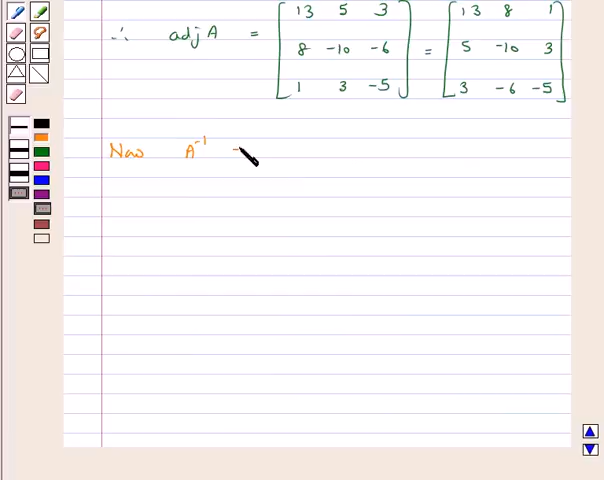 ∴ adj A = [ 13 5 3 = [ 13 8 1
8 -10 -6 5 -10 3
1 3 -5 ] 3 -6 -5 ]
Now A⁻¹